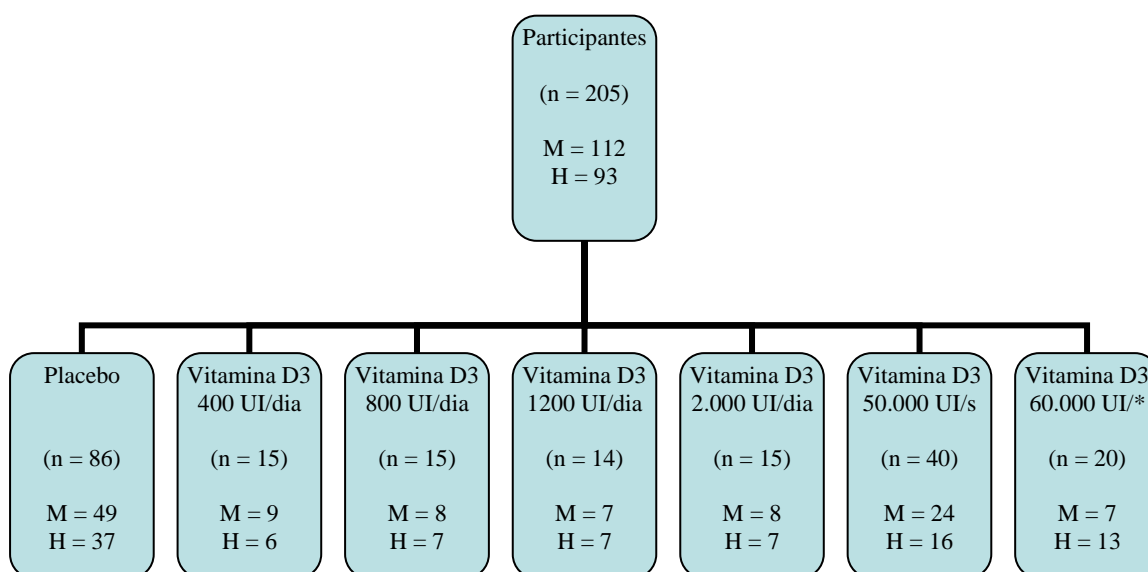 Participantes
(n = 205)
M = 112
H = 93
Placebo
(n = 86)
M = 49
H = 37
Vitamina D3
400 UI/dia
(n = 15)
M = 9
H = 6
Vitamina D3
800 UI/dia
(n = 15)
M = 8
H = 7
Vitamina D3
1200 UI/dia
(n = 14)
M = 7
H = 7
Vitamina D3
2.000 UI/dia
(n = 15)
M = 8
H = 7
Vitamina D3
50.000 UI/s
(n = 40)
M = 24
H = 16
Vitamina D3
60.000 UI/*
(n = 20)
M = 7
H = 13